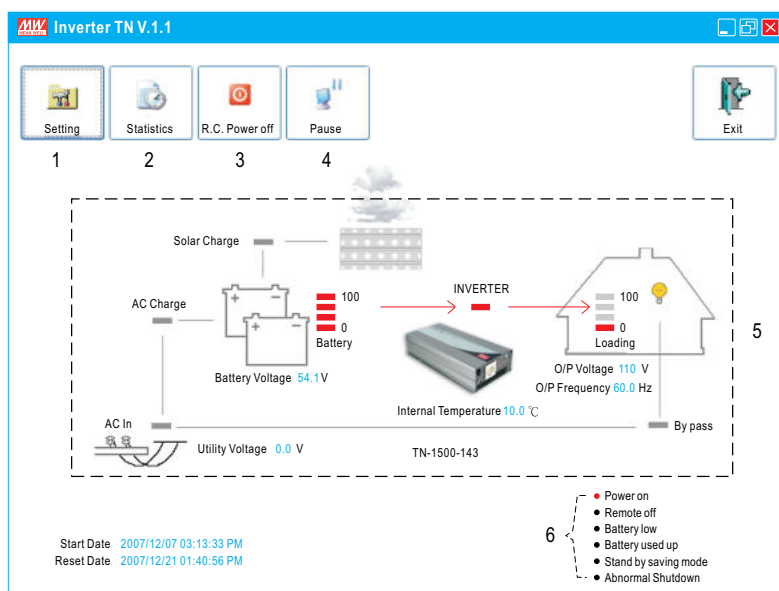 MW MEAN WELL Inverter TN V.1.1
Setting Statistics R.C. Power off Pause Exit
1 2 3 4
Solar Charge
INVERTER
AC Charge
100 100
+ −
+ −
0 0
Battery Loading
5
Battery Voltage 54.1V
O/P Voltage 110 V
O/P Frequency 60.0 Hz
Internal Temperature 10.0 ℃
AC In By pass
Utility Voltage 0.0 V
TN-1500-143
6
Power on
Remote off
Battery low
Battery used up
Stand by saving mode
Abnormal Shutdown
Start Date 2007/12/07 03:13:33 PM
Reset Date 2007/12/21 01:40:56 PM